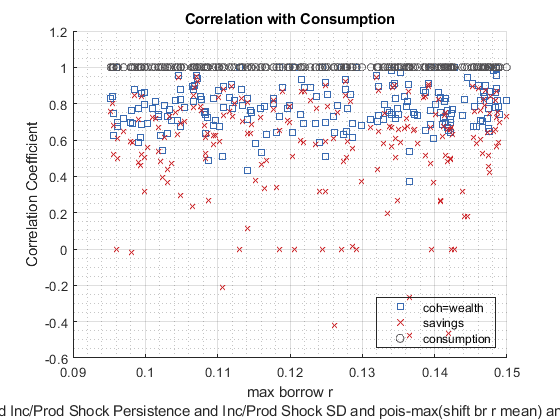 Correlation with Consumption
1.2
1
0.8
0.6
0.4
0.2
0
-0.2
-0.4
-0.6
Correlation Coefficient
coh=wealth
savings
consumption
0.09
0.1
0.11
0.12
0.13
0.14
0.15
max borrow r
d Inc/Prod Shock Persistence and Inc/Prod Shock SD and pois-max(shift br r mean) an